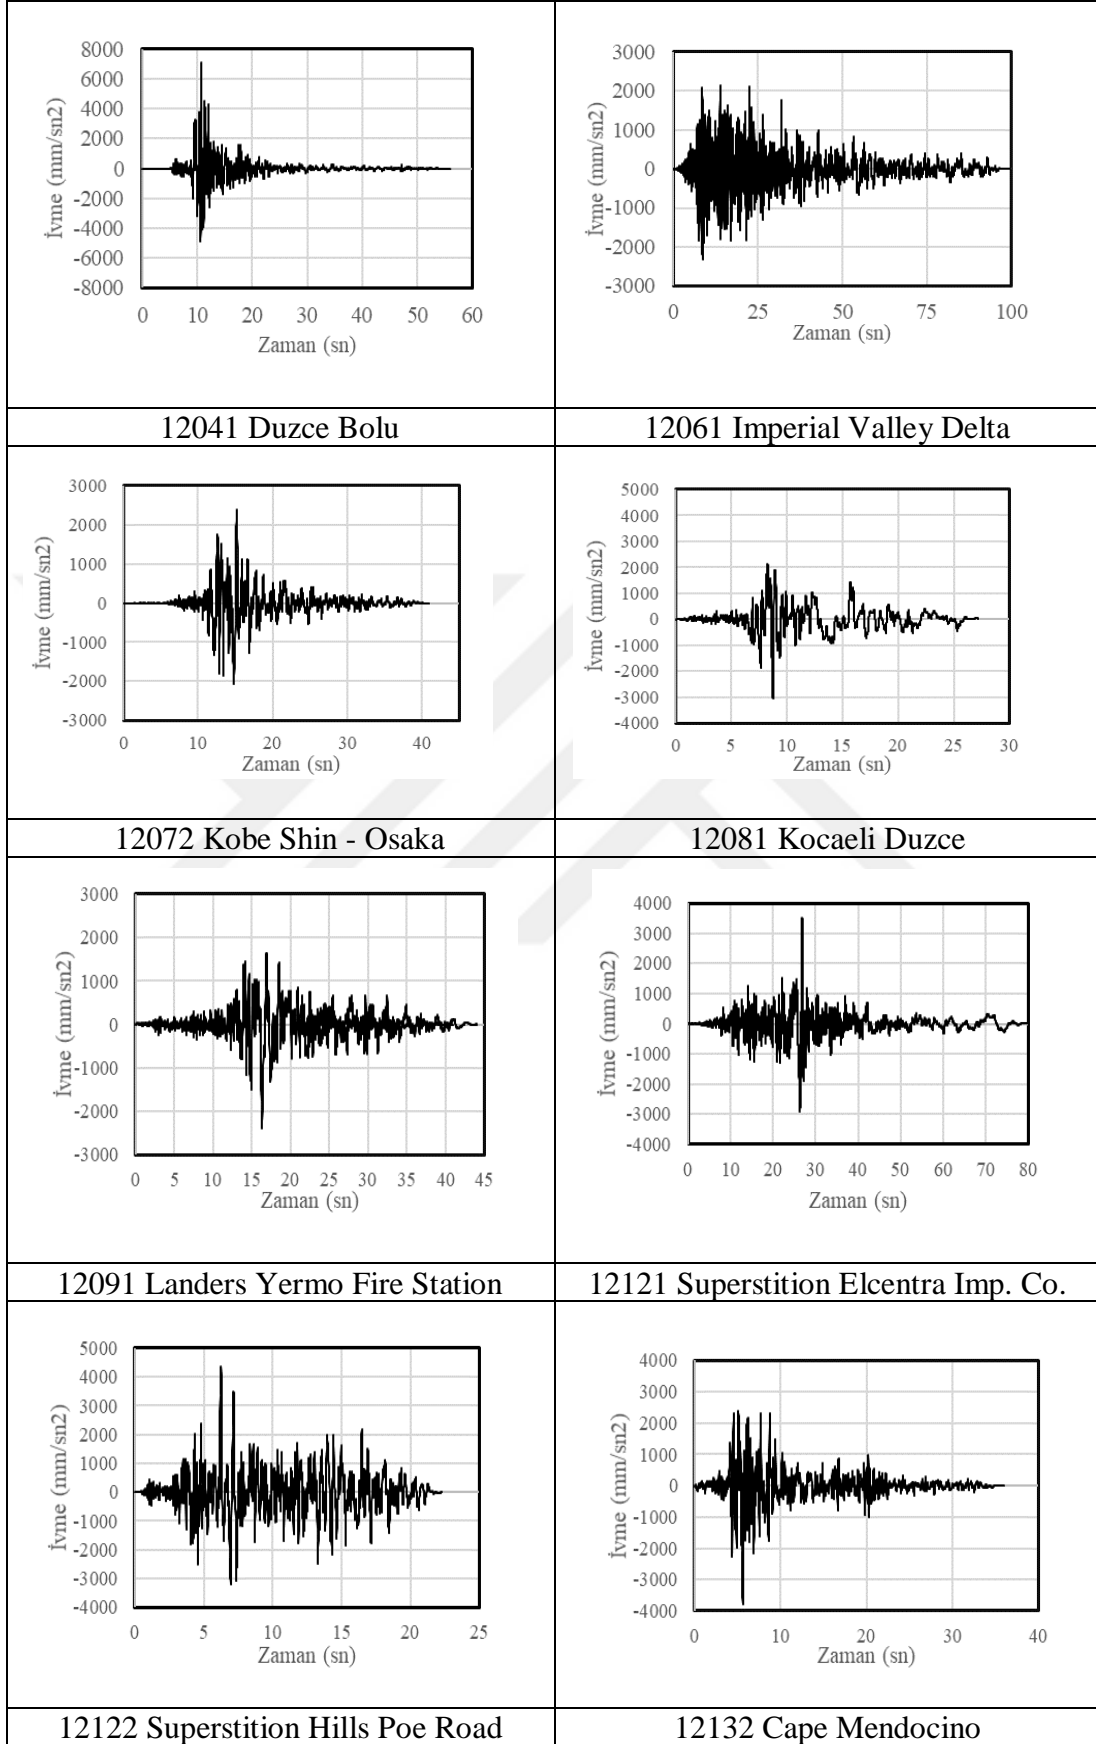 8000
6000
4000
2000
0
-2000
-4000
-6000
-8000
İvme (mm/sn2)
0 10 20 30 40 50 60
Zaman (sn)
3000
2000
1000
0
-1000
-2000
-3000
İvme (mm/sn2)
0 25 50 75 100
Zaman (sn)
12041 Duzce Bolu
12061 Imperial Valley Delta
3000
2000
1000
0
-1000
-2000
-3000
İvme (mm/sn2)
0 10 20 30 40
Zaman (sn)
5000
4000
3000
2000
1000
0
-1000
-2000
-3000
-4000
İvme (mm/sn2)
0 5 10 15 20 25 30
Zaman (sn)
12072 Kobe Shin - Osaka
12081 Kocaeli Duzce
3000
2000
1000
0
-1000
-2000
-3000
İvme (mm/sn2)
0 5 10 15 20 25 30 35 40 45
Zaman (sn)
4000
3000
2000
1000
0
-1000
-2000
-3000
-4000
İvme (mm/sn2)
0 10 20 30 40 50 60 70 80
Zaman (sn)
12091 Landers Yermo Fire Station
12121 Superstition Elcentra Imp. Co.
5000
4000
3000
2000
1000
0
-1000
-2000
-3000
-4000
İvme (mm/sn2)
0 5 10 15 20 25
Zaman (sn)
4000
3000
2000
1000
0
-1000
-2000
-3000
-4000
İvme (mm/sn2)
0 10 20 30 40
Zaman (sn)
12122 Superstition Hills Poe Road
12132 Cape Mendocino